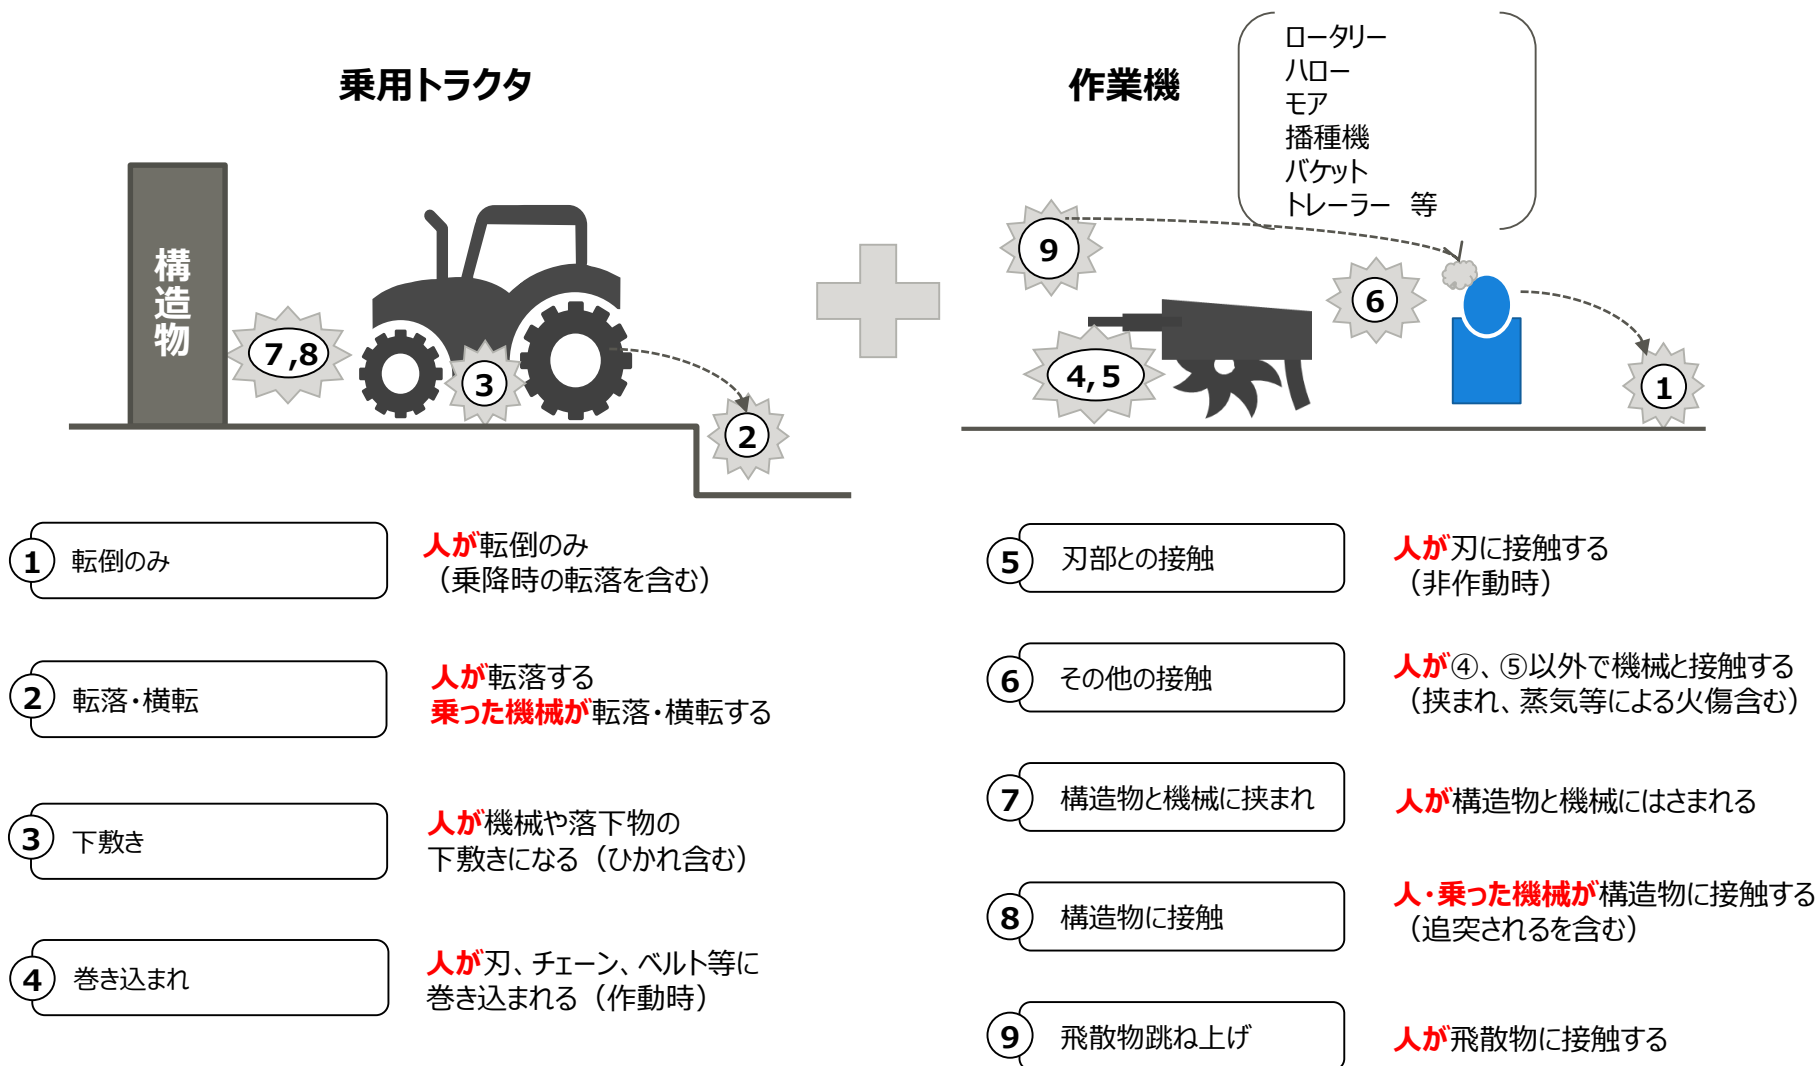 乗用トラクタ
作業機
ロータリー
ハロー
モア
播種機
バケット
トレーラー 等
構造物
7,8
3
2
9
6
4,5
1
1 転倒のみ
人が転倒のみ
（乗降時の転落を含む）
2 転落・横転
人が転落する
乗った機械が転落・横転する
3 下敷き
人が機械や落下物の
下敷きになる（ひかれ含む）
4 巻き込まれ
人が刃、チェーン、ベルト等に
巻き込まれる（作動時）
5 刃部との接触
人が刃に接触する
（非作動時）
6 その他の接触
人が④、⑤以外で機械と接触する
（挟まれ、蒸気等による火傷含む）
7 構造物と機械に挟まれ
人が構造物と機械にはさまれる
8 構造物に接触
人・乗った機械が構造物に接触する
（追突されるを含む）
9 飛散物跳ね上げ
人が飛散物に接触する